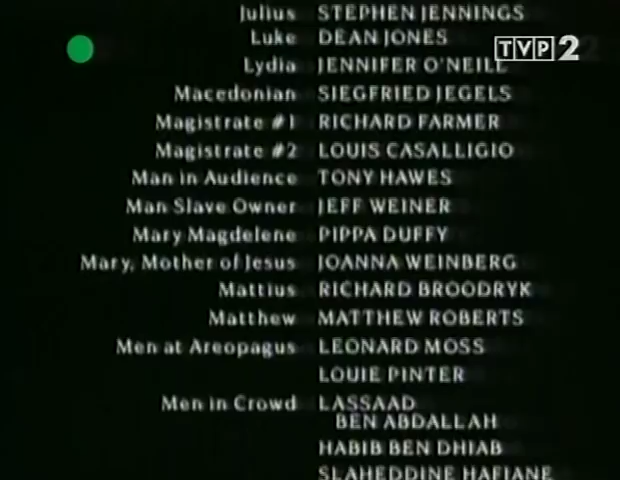 Julius STEPHEN JENNINGS
Luke DEAN JONES
TVP2
Lydia JENNIFER O'NEILL
Macedonian SIEGFRIED JEGELS
Magistrate #1 RICHARD FARMER
Magistrate #2 LOUIS CASALLIGIO
Man in Audience TONY HAWES
Man Slave Owner JEFF WEINER
Mary Magdelene PIPPA DUFFY
Mary, Mother of Jesus JOANNA WEINBERG
Mattius RICHARD BROODRYK
Matthew MATTHEW ROBERTS
Men at Areopagus LEONARD MOSS
LOUIE PINTER
Men in Crowd LASSAAD
BEN ABDALLAH
HABIB BEN DHIAB
SLAHEDDINE HAFIANE